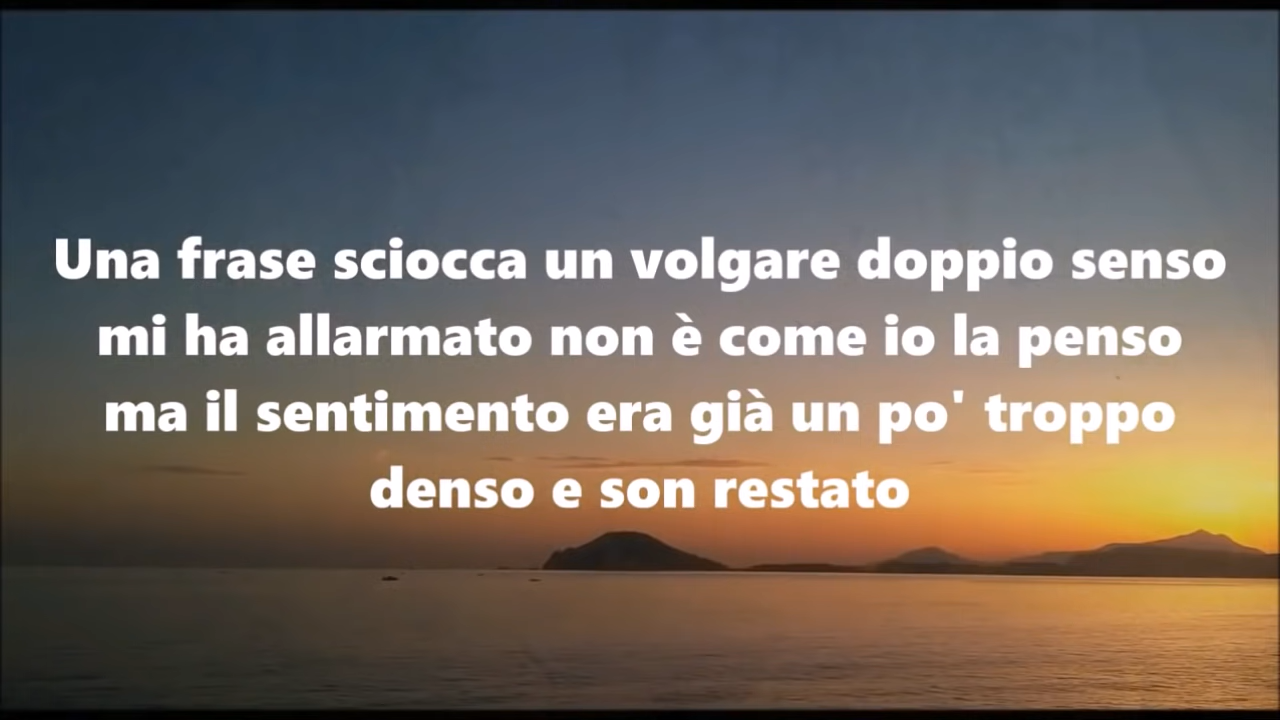 Una frase sciocca un volgare doppio senso
mi ha allarmato non è come io la penso
ma il sentimento era già un po' troppo
denso e son restato